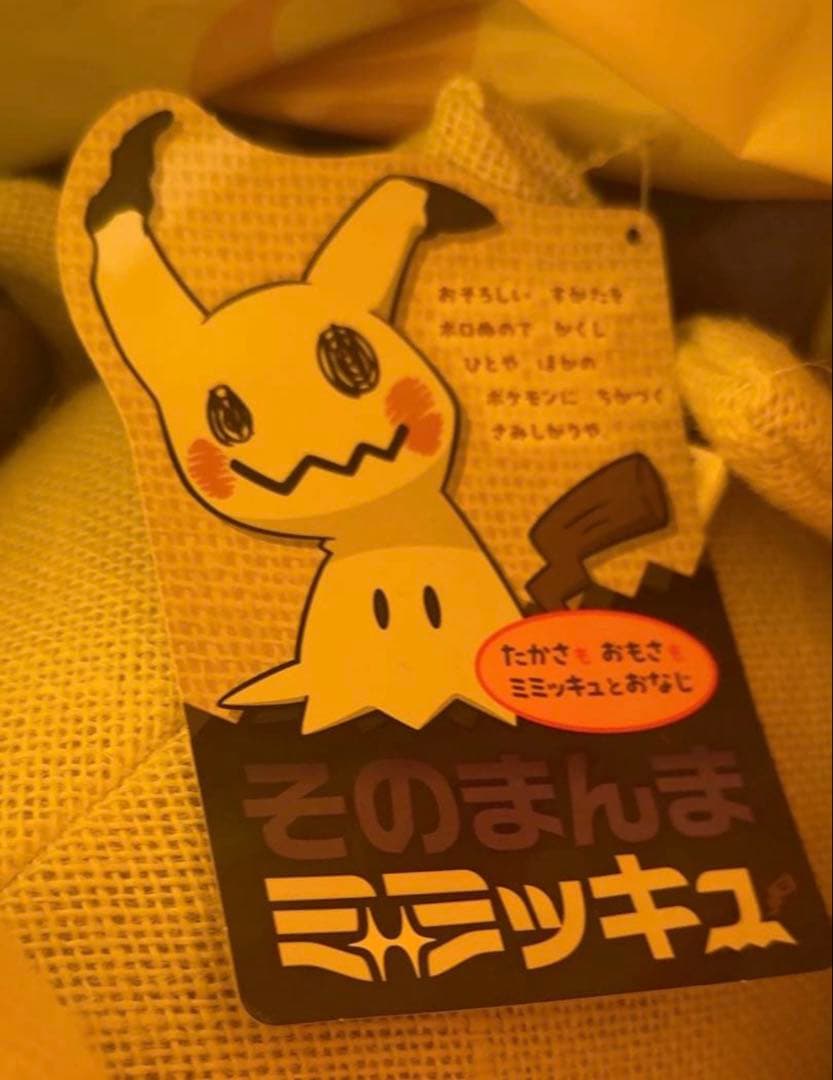 おそろしい すがたを
ボロぬので かくし
ひとや ほかの
ポケモンに ちかづく
さみしがりや
たかさも おもさも
ミミッキュとおなじ
そのまんま
ミミッキュ